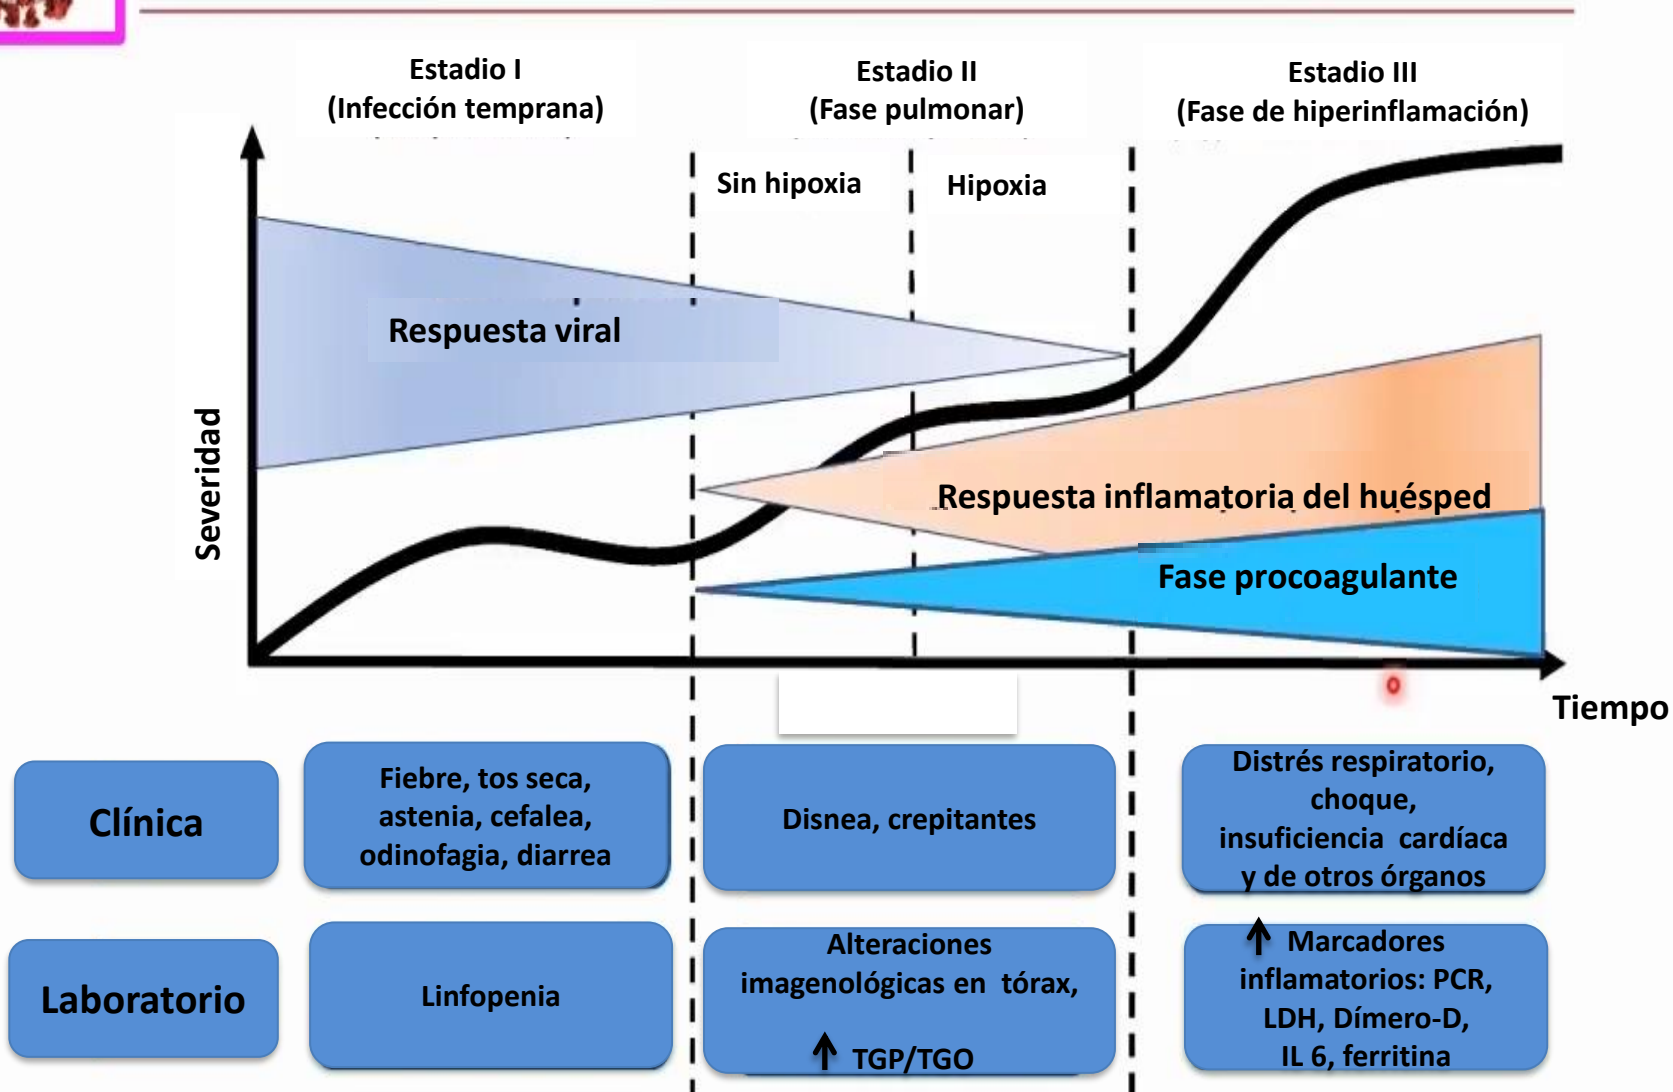 Estadio I
(Infección temprana)
Estadio II
(Fase pulmonar)
Estadio III
(Fase de hiperinflamación)
Sin hipoxia
Hipoxia
Respuesta viral
Severidad
Respuesta inflamatoria del huésped
Fase procoagulante
Tiempo
Clínica
Fiebre, tos seca,
astenia, cefalea,
odinofagia, diarrea
Disnea, crepitantes
Distrés respiratorio,
choque,
insuficiencia cardíaca
y de otros órganos
Laboratorio
Linfopenia
Alteraciones
imagenológicas en tórax,
↑ TGP/TGO
↑ Marcadores
inflamatorios: PCR,
LDH, Dímero-D,
IL 6, ferritina